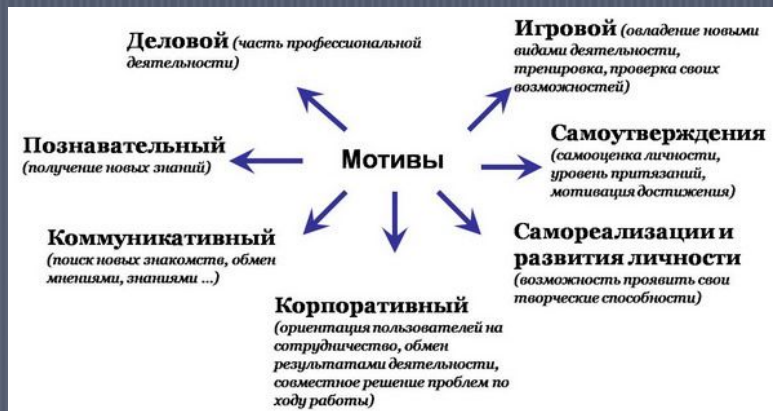 Деловой (часть профессиональной
деятельности)
Игровой (овладение новыми
видами деятельности,
тренировка, проверка своих
возможностей)
Познавательный
(получение новых знаний)
Мотивы
Самоутверждения
(самооценка личности,
уровень притязаний,
мотивация достижения)
Коммуникативный
(поиск новых знакомств, обмен
мнениями, знаниями ...)
Самореализации и
развития личности
(возможность проявить свои
творческие способности)
Корпоративный
(ориентация пользователей на
сотрудничество, обмен
результатами деятельности,
совместное решение проблем по
ходу работы)